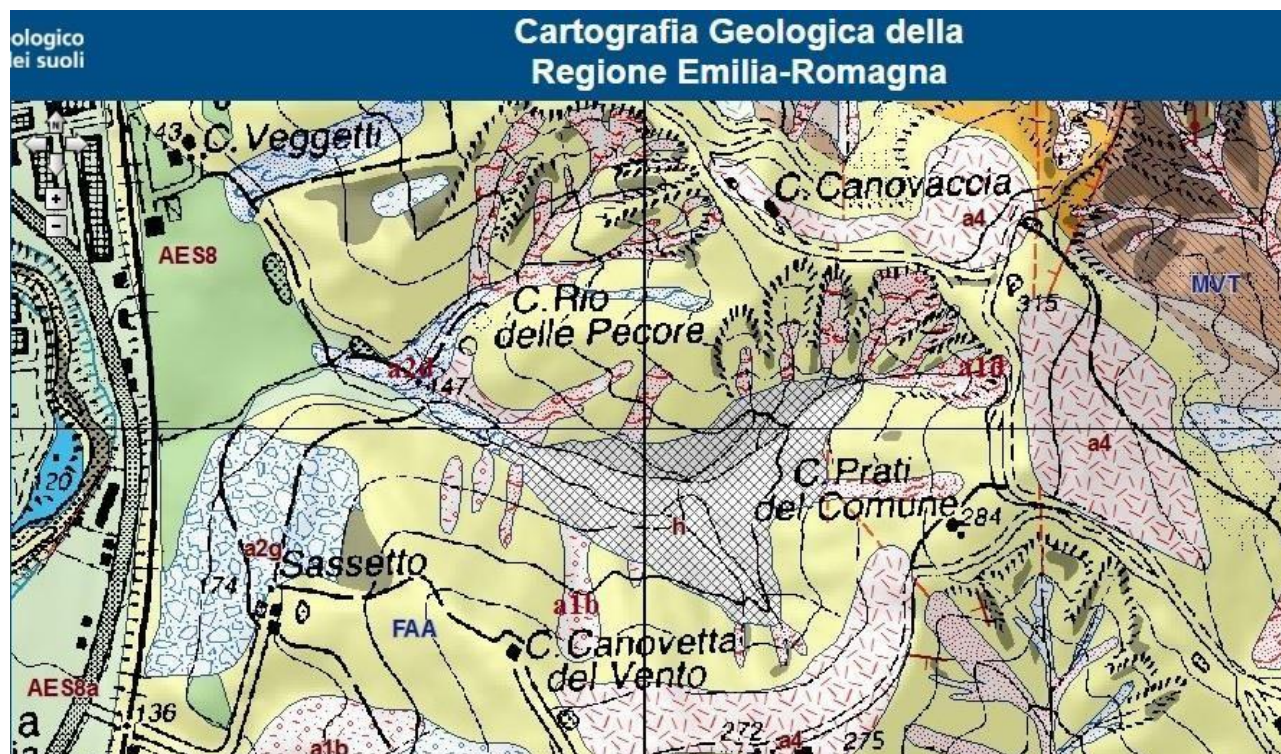 ologico
ei suoli
Cartografia Geologica della
Regione Emilia-Romagna
143
C. Veggetti
C. Canovaccia
a4
AES8
MVT
315
C. Rio
delle Pecore
a2d
147
a1d
a4
120
C. Prati
del Comune
284
h
a2g
Sassetto
174
a1b
FAA
C. Canovetta
del Vento
AES8a
136
a
a1b
272
a4
275